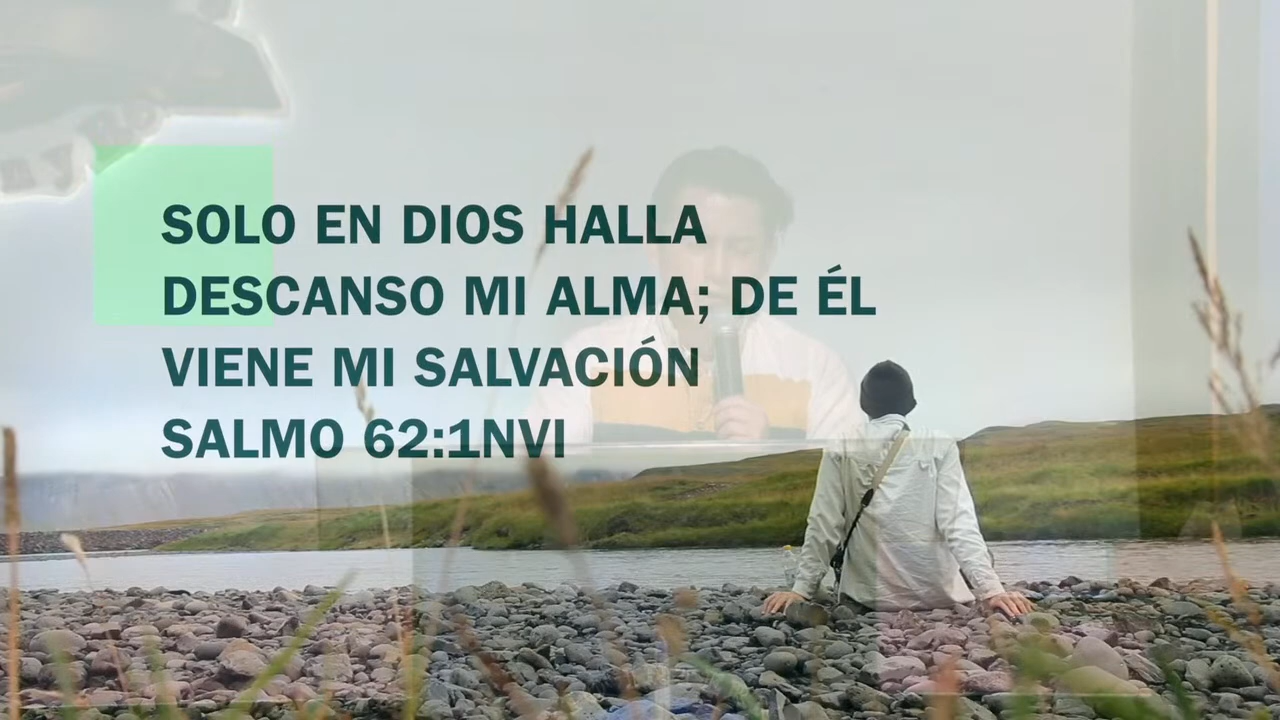 SOLO EN DIOS HALLA
DESCANSO MI ALMA; DE ÉL
VIENE MI SALVACIÓN
SALMO 62:1NVI